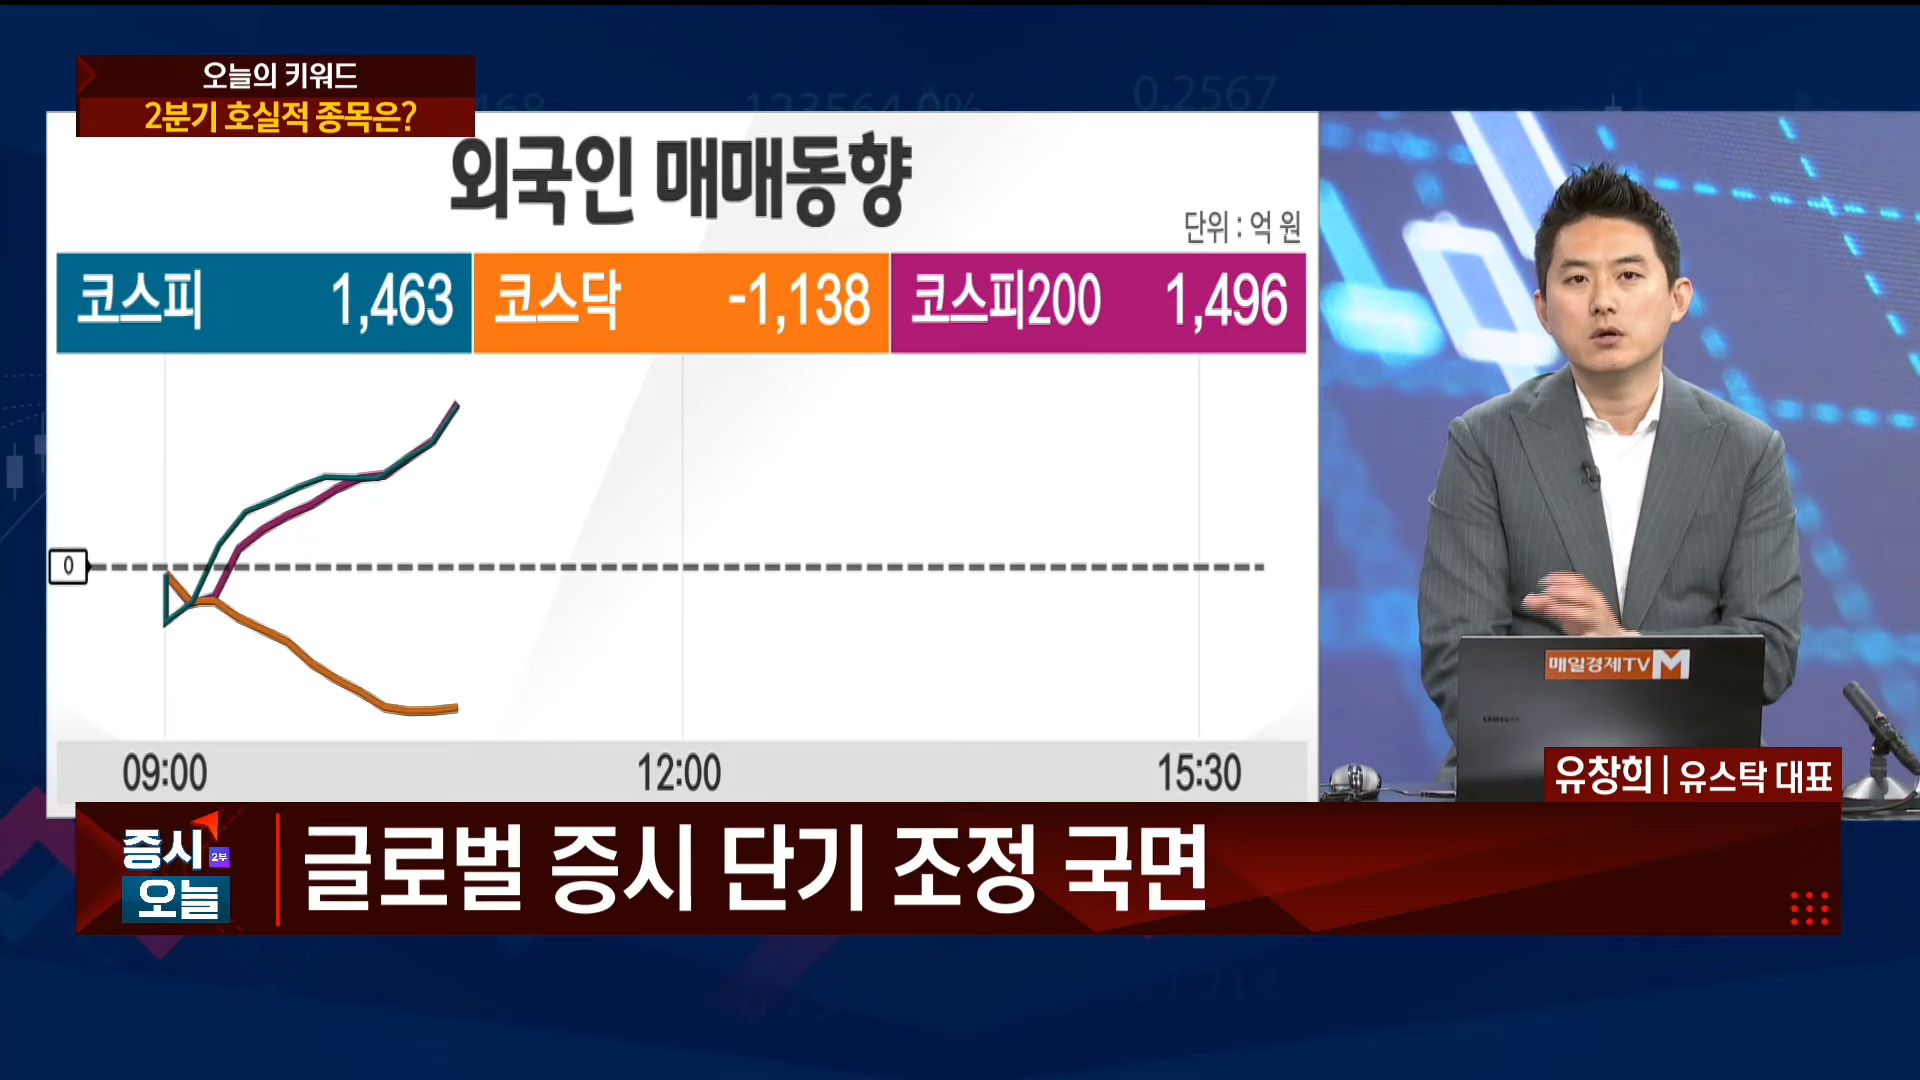 오늘의 키워드
2분기 호실적 종목은?
외국인 매매동향
단위 : 억 원
코스피 1,463 코스닥 -1,138 코스피200 1,496
0
09:00 12:00 15:30
매일경제TV M
SAMSUNG
유창희 | 유스탁 대표
증시 2부
오늘
글로벌 증시 단기 조정 국면
0.2567